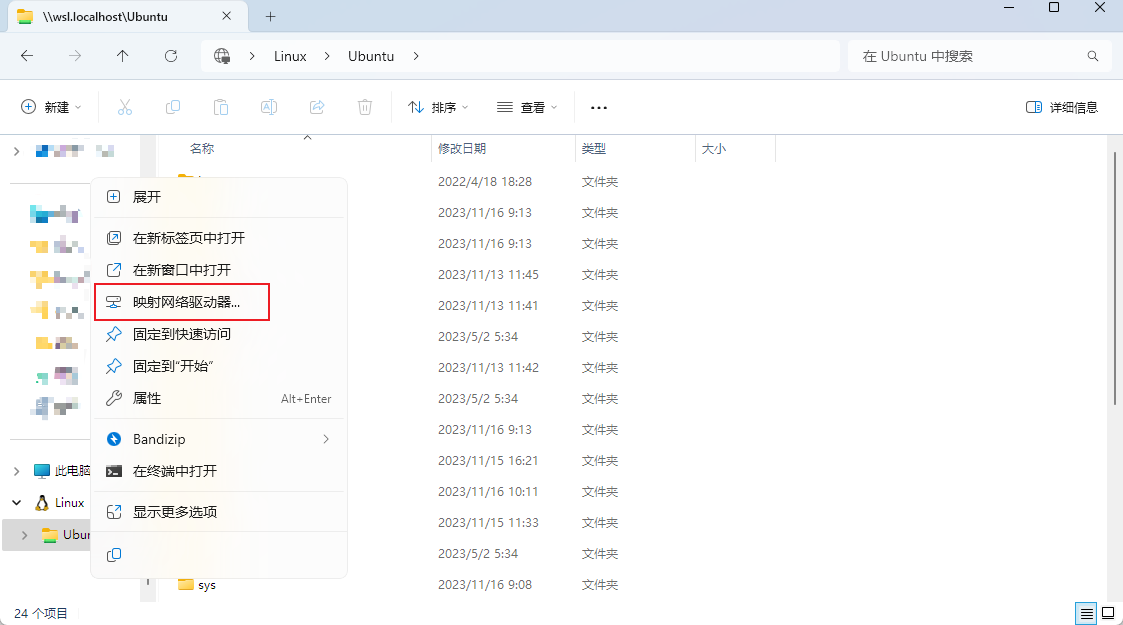 \\wsl.localhost\Ubuntu
Linux Ubuntu
在 Ubuntu 中搜索
新建
排序
查看
详细信息
名称 修改日期 类型 大小
2022/4/18 18:28 文件夹
展开
2023/11/16 9:13 文件夹
在新标签页中打开
2023/11/16 9:13 文件夹
在新窗口中打开
2023/11/13 11:45 文件夹
映射网络驱动器...
2023/11/13 11:41 文件夹
固定到快速访问
2023/5/2 5:34 文件夹
固定到"开始"
2023/11/13 11:42 文件夹
属性 Alt+Enter
2023/5/2 5:34 文件夹
2023/11/16 9:13 文件夹
Bandizip
2023/11/15 16:21 文件夹
此电脑
在终端中打开
2023/11/16 10:11 文件夹
Linux
显示更多选项
2023/11/15 11:33 文件夹
Ubun
2023/5/2 5:34 文件夹
sys 2023/11/16 9:08 文件夹
24 个项目